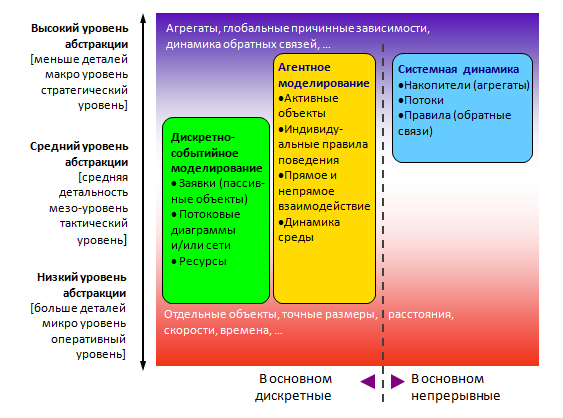 Высокий уровень
абстракции
[меньше деталей
макро уровень
стратегический
уровень]
Средний уровень
абстракции
[средняя
детальность
мезо-уровень
тактический
уровень]
Низкий уровень
абстракции
[больше деталей
микро уровень
оперативный
уровень]
Агрегаты, глобальные причинные зависимости,
динамика обратных связей, ...
Дискретно-
событийное
моделирование
• Заявки (пассив-
ные объекты)
• Потоковые
диаграммы
и/или сети
• Ресурсы
Агентное
моделирование
•Активные
объекты
•Индивиду-
альные правила
поведения
•Прямое и
непрямое
взаимодействие
•Динамика
среды
Системная динамика
•Накопители (агрегаты)
•Потоки
•Правила (обратные
связи)
Отдельные объекты, точные размеры, расстояния,
скорости, времена, ...
В основном
дискретные
В основном
непрерывные